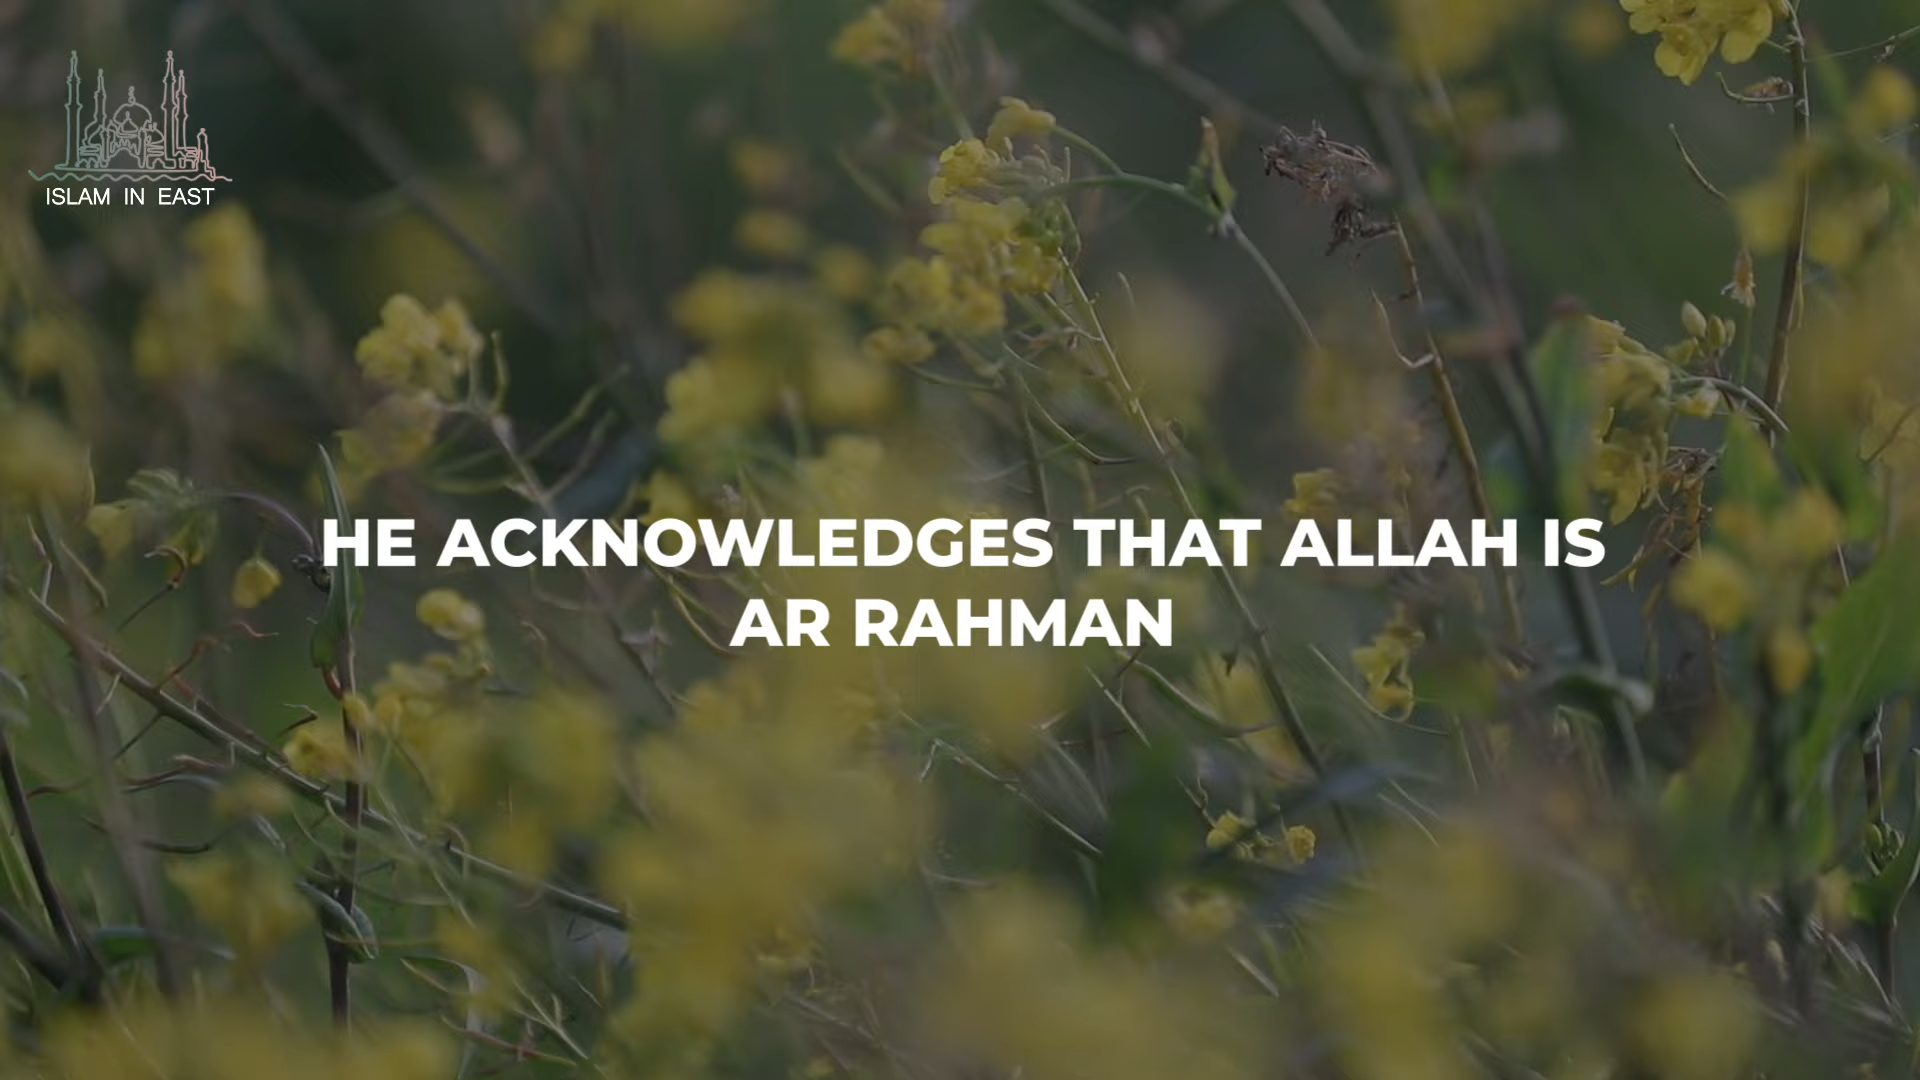 ISLAM IN EAST
HE ACKNOWLEDGES THAT ALLAH IS
AR RAHMAN